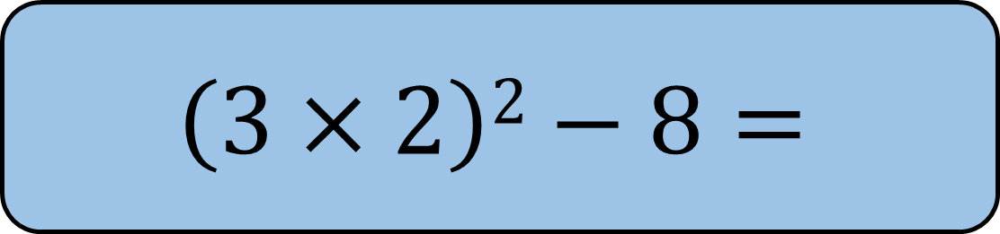 (3 × 2)² − 8 =